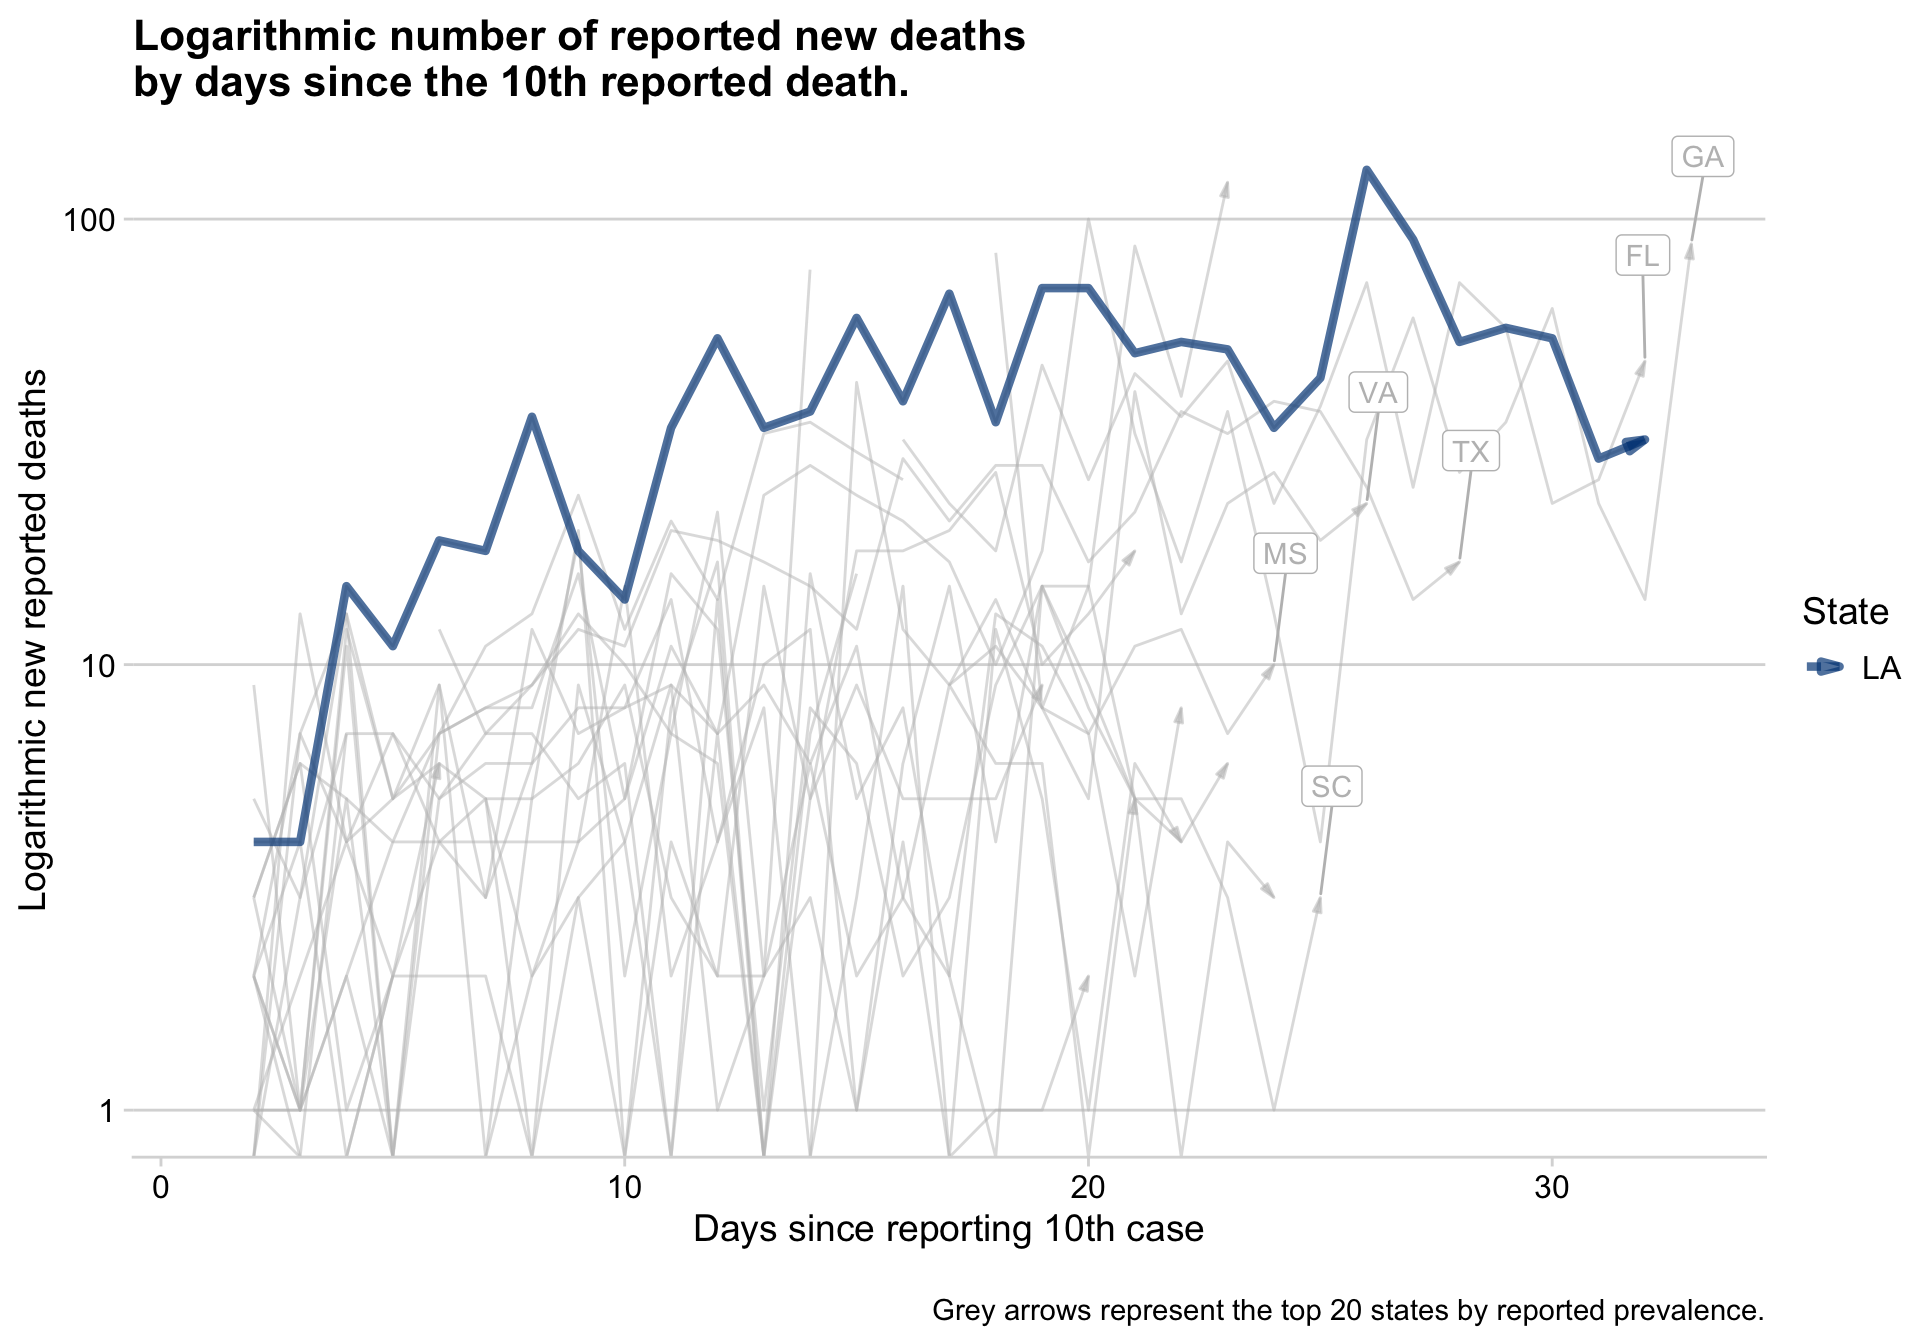 Logarithmic number of reported new deaths
by days since the 10th reported death.
Logarithmic new reported deaths
100
10
1
GA
FL
VA
TX
MS
SC
State
LA
0 10 20 30
Days since reporting 10th case
Grey arrows represent the top 20 states by reported prevalence.